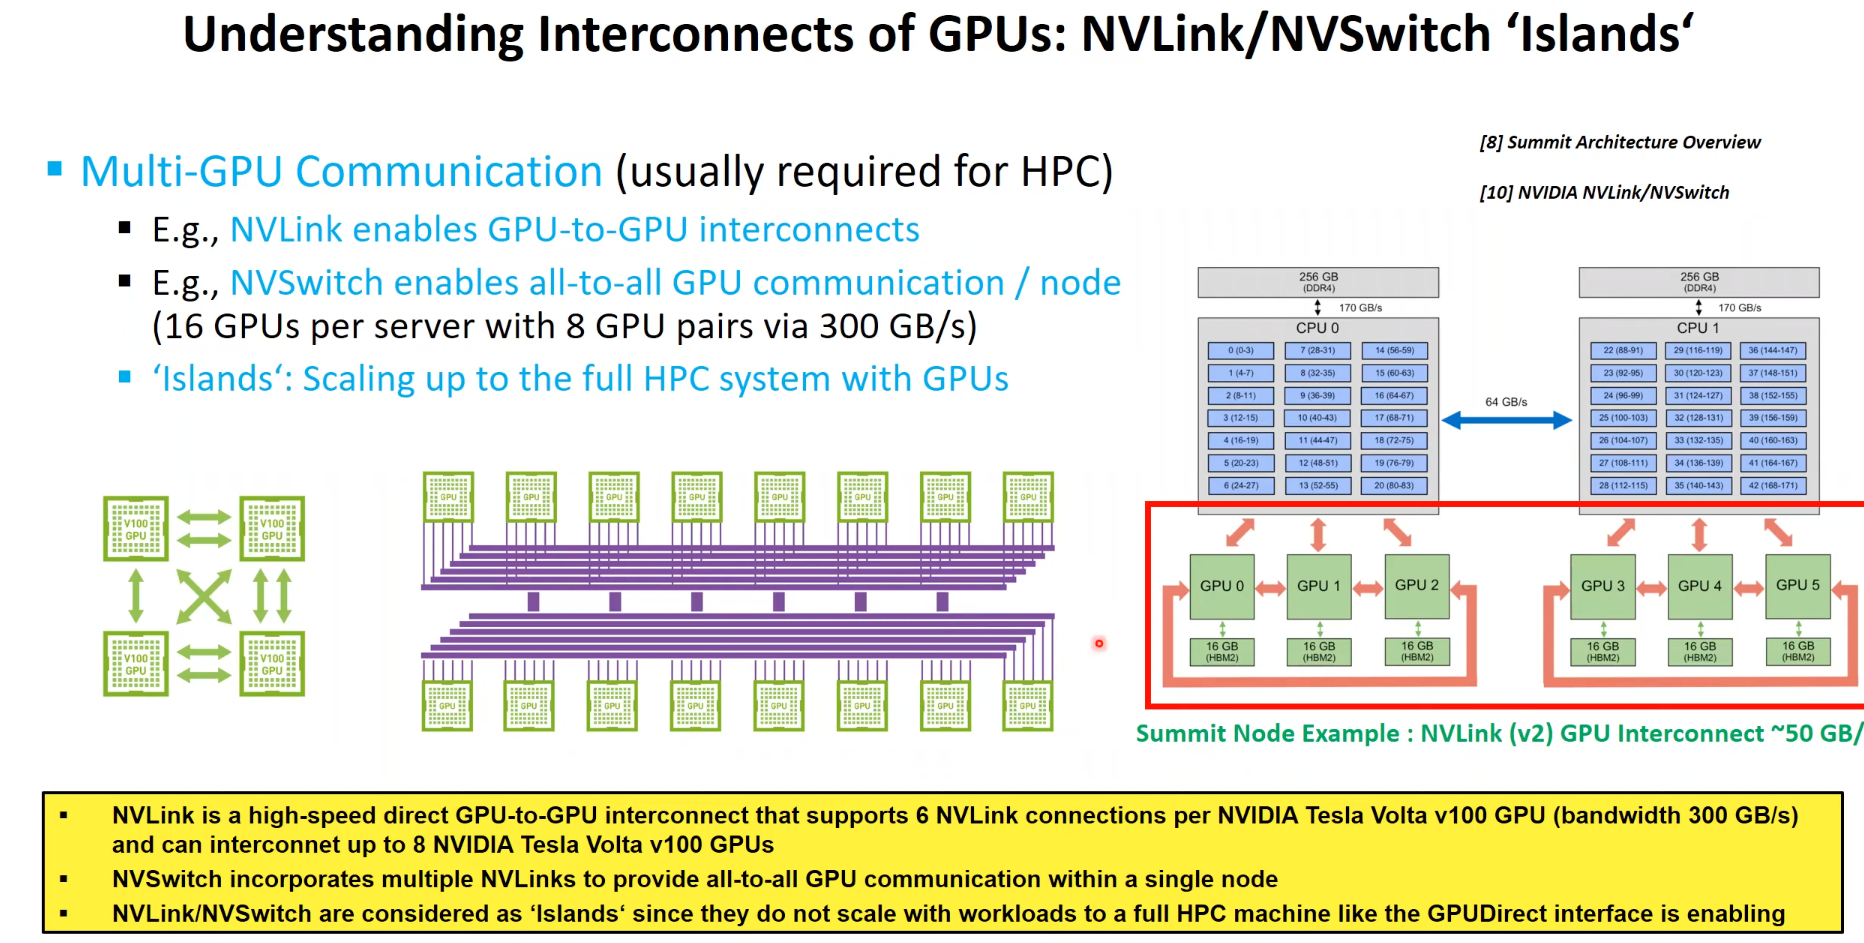 Understanding Interconnects of GPUs: NVLink/NVSwitch ‘Islands‘
[8] Summit Architecture Overview
[10] NVIDIA NVLink/NVSwitch
▪ Multi-GPU Communication (usually required for HPC)
▪ E.g., NVLink enables GPU-to-GPU interconnects
▪ E.g., NVSwitch enables all-to-all GPU communication / node
(16 GPUs per server with 8 GPU pairs via 300 GB/s)
▪ ‘Islands‘: Scaling up to the full HPC system with GPUs
V100 GPU V100 GPU
V100 GPU V100 GPU
GPU GPU GPU GPU GPU GPU GPU GPU
GPU GPU GPU GPU GPU GPU GPU GPU
256 GB
(DDR4)
170 GB/s
CPU 0
0 (0-3) 7 (28-31) 14 (56-59)
1 (4-7) 8 (32-35) 15 (60-63)
2 (8-11) 9 (36-39) 16 (64-67)
3 (12-15) 10 (40-43) 17 (68-71)
4 (16-19) 11 (44-47) 18 (72-75)
5 (20-23) 12 (48-51) 19 (76-79)
6 (24-27) 13 (52-55) 20 (80-83)
64 GB/s
256 GB
(DDR4)
170 GB/s
CPU 1
22 (88-91) 29 (116-119) 36 (144-147)
23 (92-95) 30 (120-123) 37 (148-151)
24 (96-99) 31 (124-127) 38 (152-155)
25 (100-103) 32 (128-131) 39 (156-159)
26 (104-107) 33 (132-135) 40 (160-163)
27 (108-111) 34 (136-139) 41 (164-167)
28 (112-115) 35 (140-143) 42 (168-171)
GPU 0 GPU 1 GPU 2
16 GB 16 GB 16 GB
(HBM2) (HBM2) (HBM2)
GPU 3 GPU 4 GPU 5
16 GB 16 GB 16 GB
(HBM2) (HBM2) (HBM2)
Summit Node Example : NVLink (v2) GPU Interconnect ~50 GB/
▪ NVLink is a high-speed direct GPU-to-GPU interconnect that supports 6 NVLink connections per NVIDIA Tesla Volta v100 GPU (bandwidth 300 GB/s)
and can interconnet up to 8 NVIDIA Tesla Volta v100 GPUs
▪ NVSwitch incorporates multiple NVLinks to provide all-to-all GPU communication within a single node
▪ NVLink/NVSwitch are considered as ‘Islands‘ since they do not scale with workloads to a full HPC machine like the GPUDirect interface is enabling